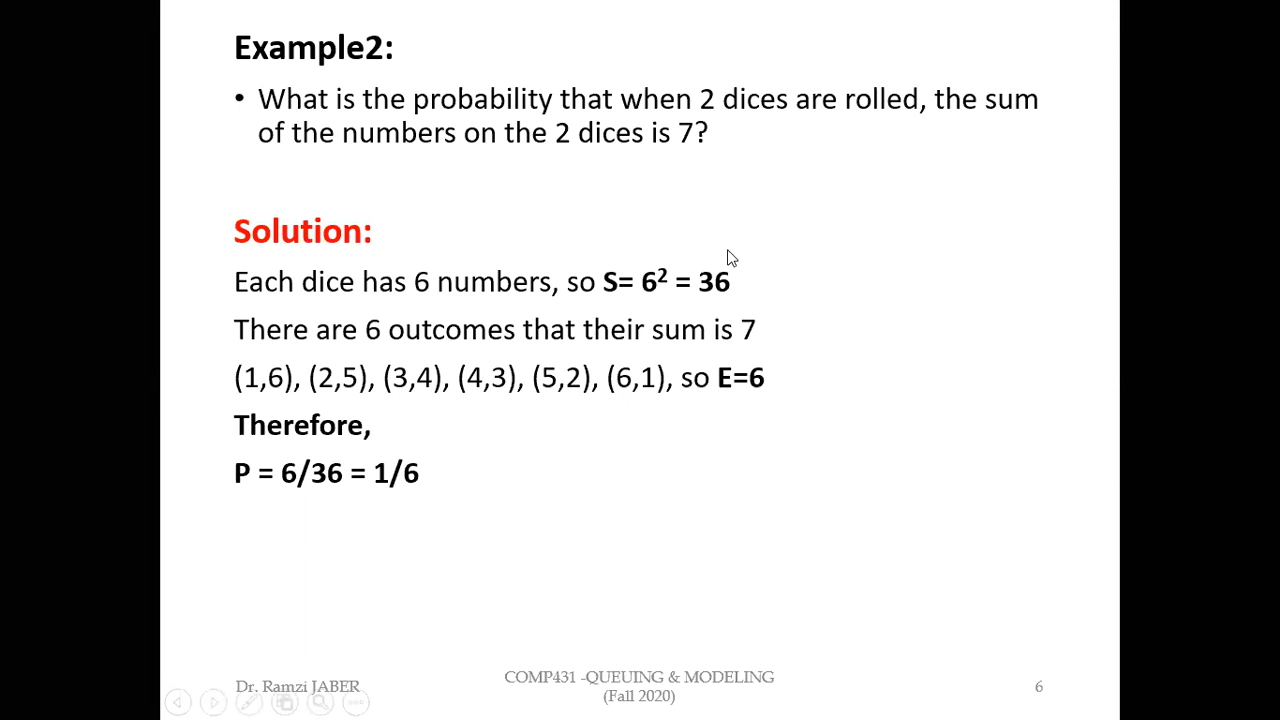 Example2:
• What is the probability that when 2 dices are rolled, the sum
of the numbers on the 2 dices is 7?
Solution:
Each dice has 6 numbers, so S= 6² = 36
There are 6 outcomes that their sum is 7
(1,6), (2,5), (3,4), (4,3), (5,2), (6,1), so E=6
Therefore,
P = 6/36 = 1/6
Dr. Ramzi JABER
COMP431 -QUEUING & MODELING
(Fall 2020)
6